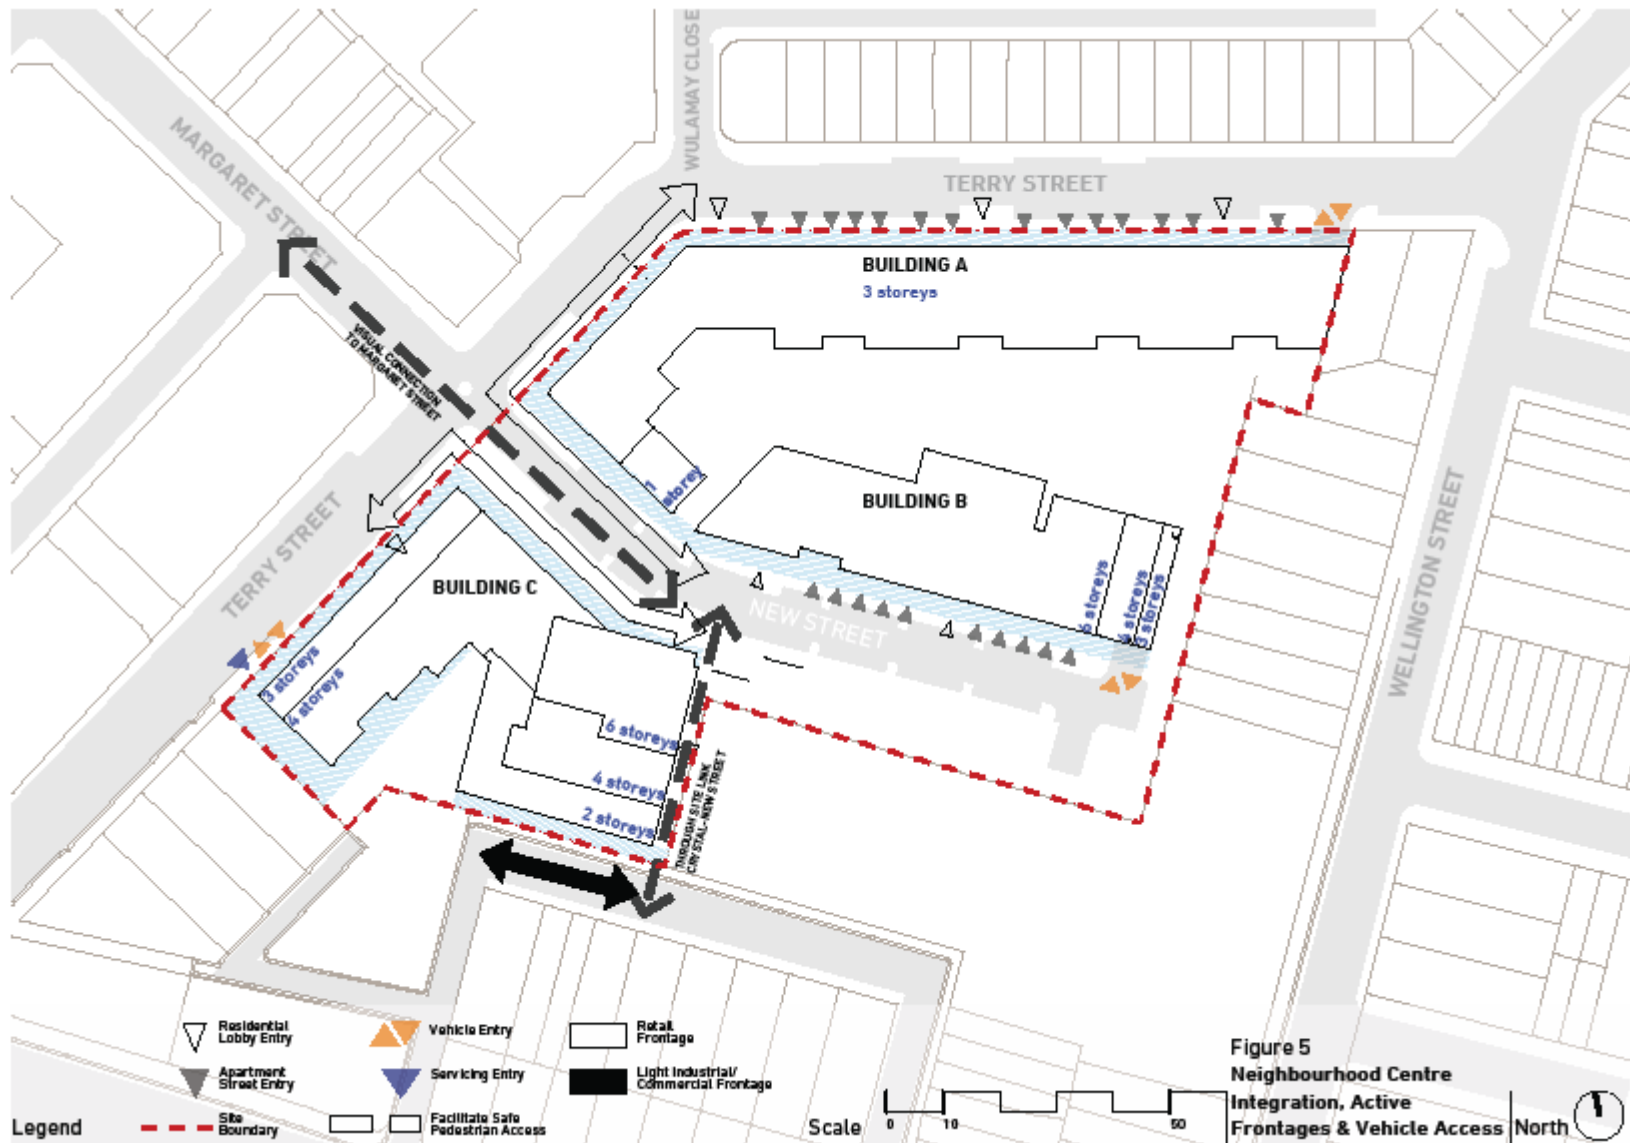 WULAMAY CLOSE
MARGARET STREET
TERRY STREET
BUILDING A
3 storeys
VISUAL CONNECTION
TO MARGARET STREET
1
storey
BUILDING B
6 storeys
4 storeys
3 storeys
WELLINGTON STREET
TERRY STREET
BUILDING C
NEW STREET
3 storeys
4 storeys
6 storeys
4 storeys
2 storeys
THROUGH SITE LINK
CRYSTAL-NEW STREET
Legend
Residential
Lobby Entry
Apartment
Street Entry
Site
Boundary
Vehicle Entry
Servicing Entry
Facilitate Safe
Pedestrian Access
Retail
Frontage
Light Industrial/
Commercial Frontage
Scale
0 10 50
Figure 5
Neighbourhood Centre
Integration, Active
Frontages & Vehicle Access
North